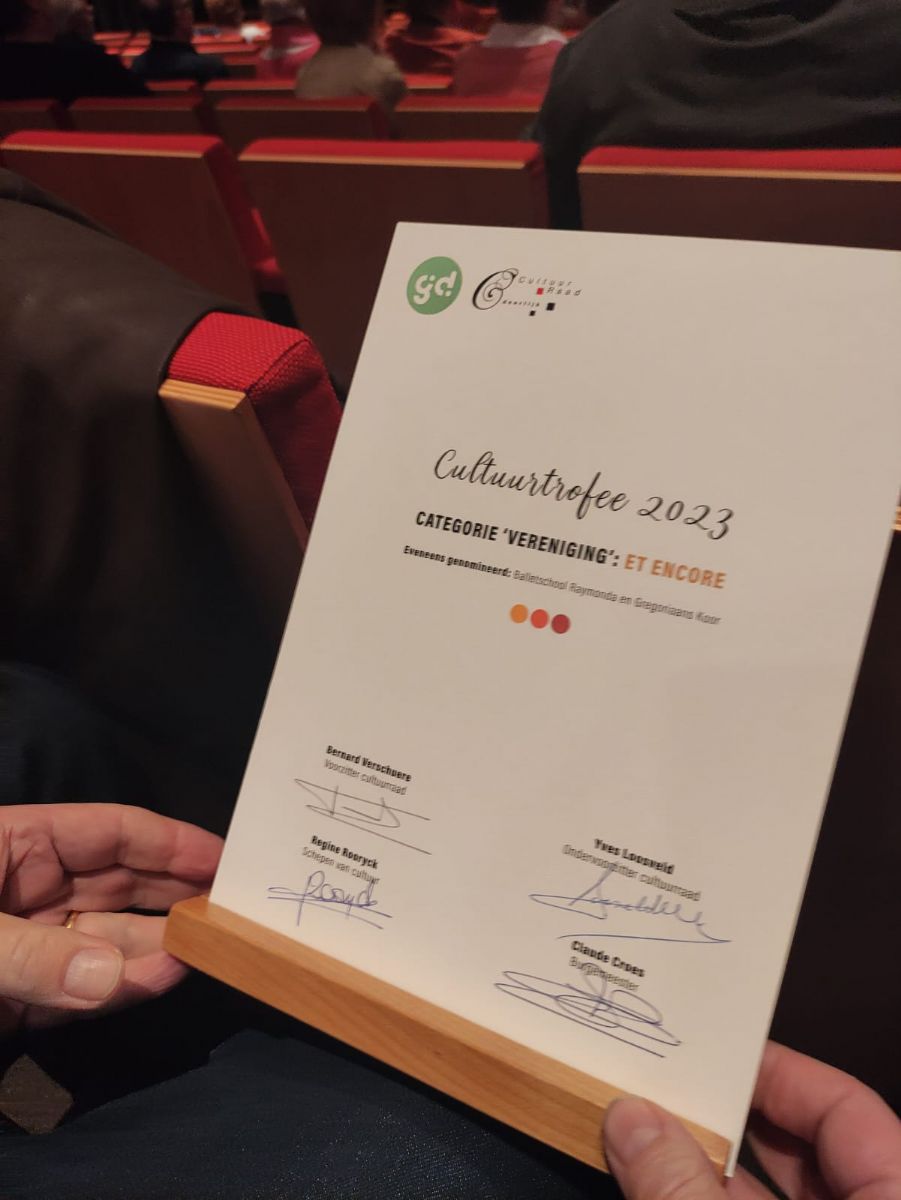 gd
Cultuur
Raad
Cultuurtrofee 2023
CATEGORIE 'VERENIGING': ET ENCORE
Eveneens genomineerd: Balletschool Raymonda en Gregoriaans Koor
Bernard Verschuere
Voorzitter cultuurraad
Regine Rooryck
Schepen van cultuur
Yves Loosveld
Ondervoorzitter cultuurraad
Claude Croes
Burgemeester